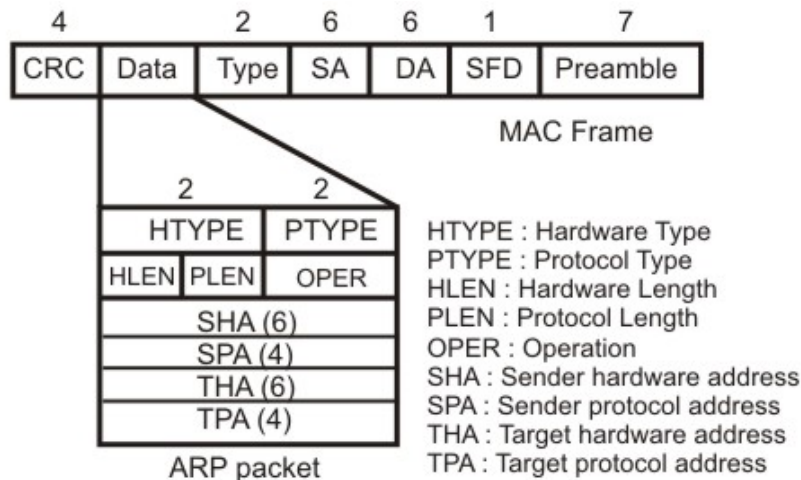 4 2 6 6 1 7
CRC Data Type SA DA SFD Preamble
MAC Frame
2 2
HTYPE PTYPE
HLEN PLEN OPER
SHA (6)
SPA (4)
THA (6)
TPA (4)
ARP packet
HTYPE : Hardware Type
PTYPE : Protocol Type
HLEN : Hardware Length
PLEN : Protocol Length
OPER : Operation
SHA : Sender hardware address
SPA : Sender protocol address
THA : Target hardware address
TPA : Target protocol address